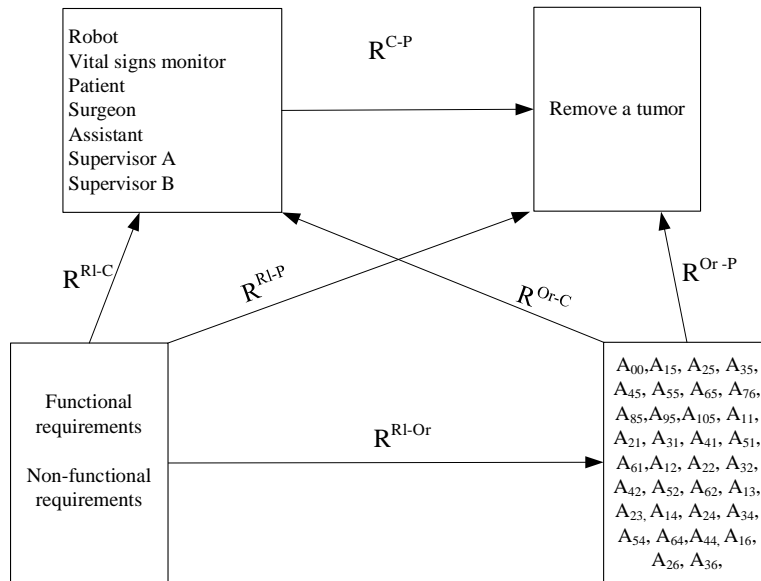 Robot
Vital signs monitor
Patient
Surgeon
Assistant
Supervisor A
Supervisor B
R^C-P
Remove a tumor
R^Rl-C
R^Rl-P
R^Or-C
R^Or -P
Functional
requirements
Non-functional
requirements
R^Rl-Or
A₀₀,A₁₅, A₂₅, A₃₅,
A₄₅, A₅₅, A₆₅, A₇₆,
A₈₅,A₉₅,A₁₀₅, A₁₁,
A₂₁, A₃₁, A₄₁, A₅₁,
A₆₁,A₁₂, A₂₂, A₃₂,
A₄₂, A₅₂, A₆₂, A₁₃,
A₂₃, A₁₄, A₂₄, A₃₄,
A₅₄, A₆₄,A₄₄, A₁₆,
A₂₆, A₃₆,